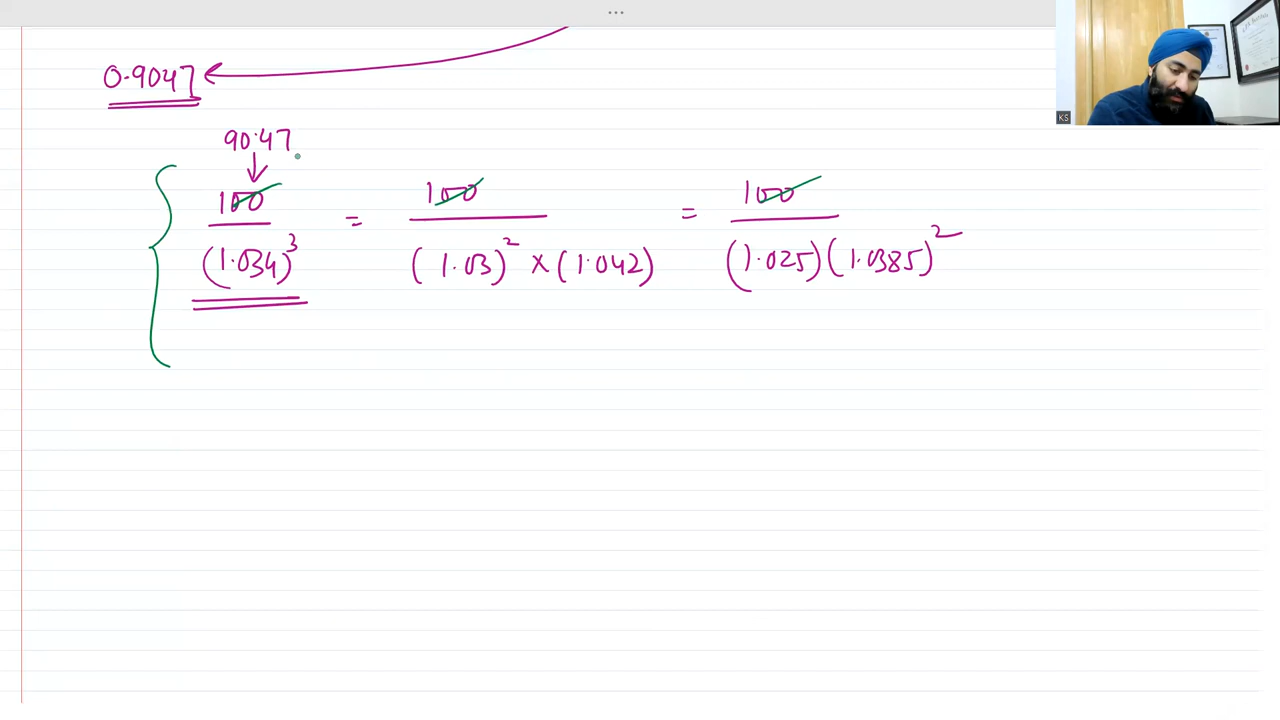 0.9047
90.47
100 = 100 = 100
(1.034)³ (1.03)² × (1.042) (1.025)(1.0385)²
KS